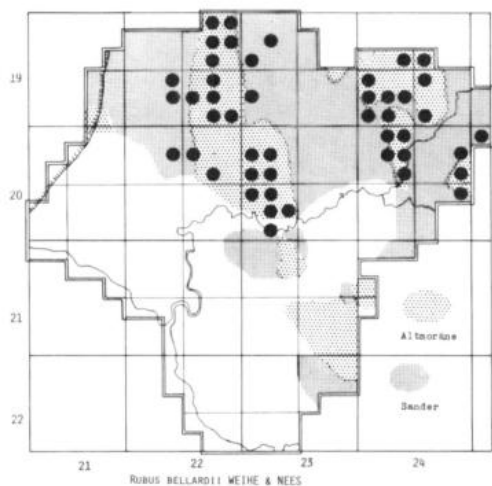 19
20
21
22
Altmoräne
Sander
21 22 23 24
RUBUS BELLARDII WEIHE & NEES